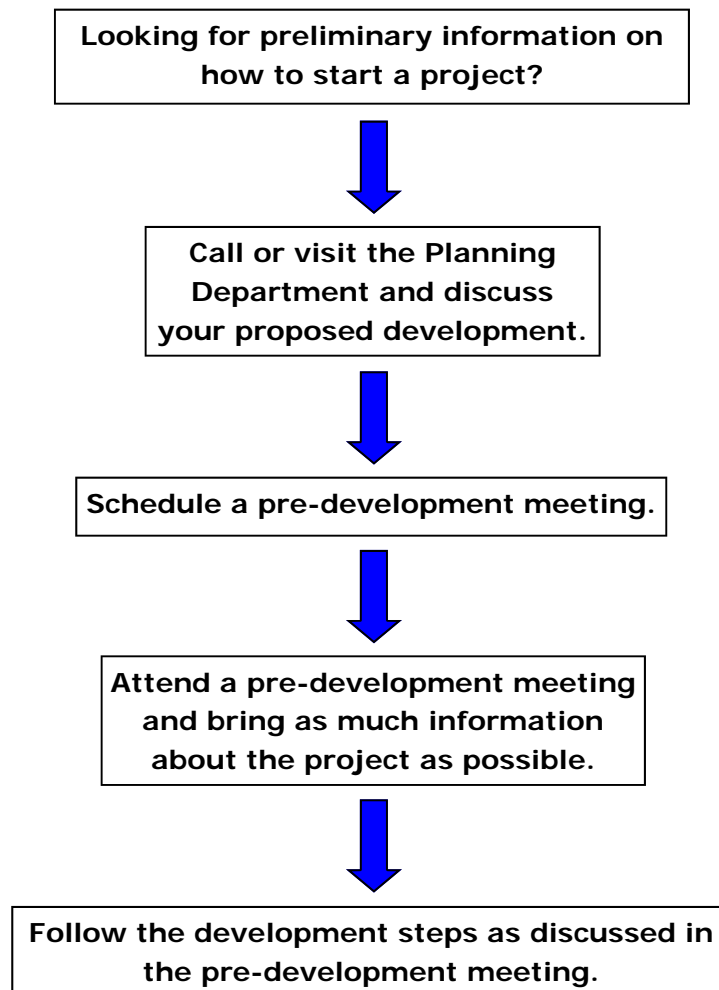 Looking for preliminary information on
how to start a project?
Call or visit the Planning
Department and discuss
your proposed development.
Schedule a pre-development meeting.
Attend a pre-development meeting
and bring as much information
about the project as possible.
Follow the development steps as discussed in
the pre-development meeting.